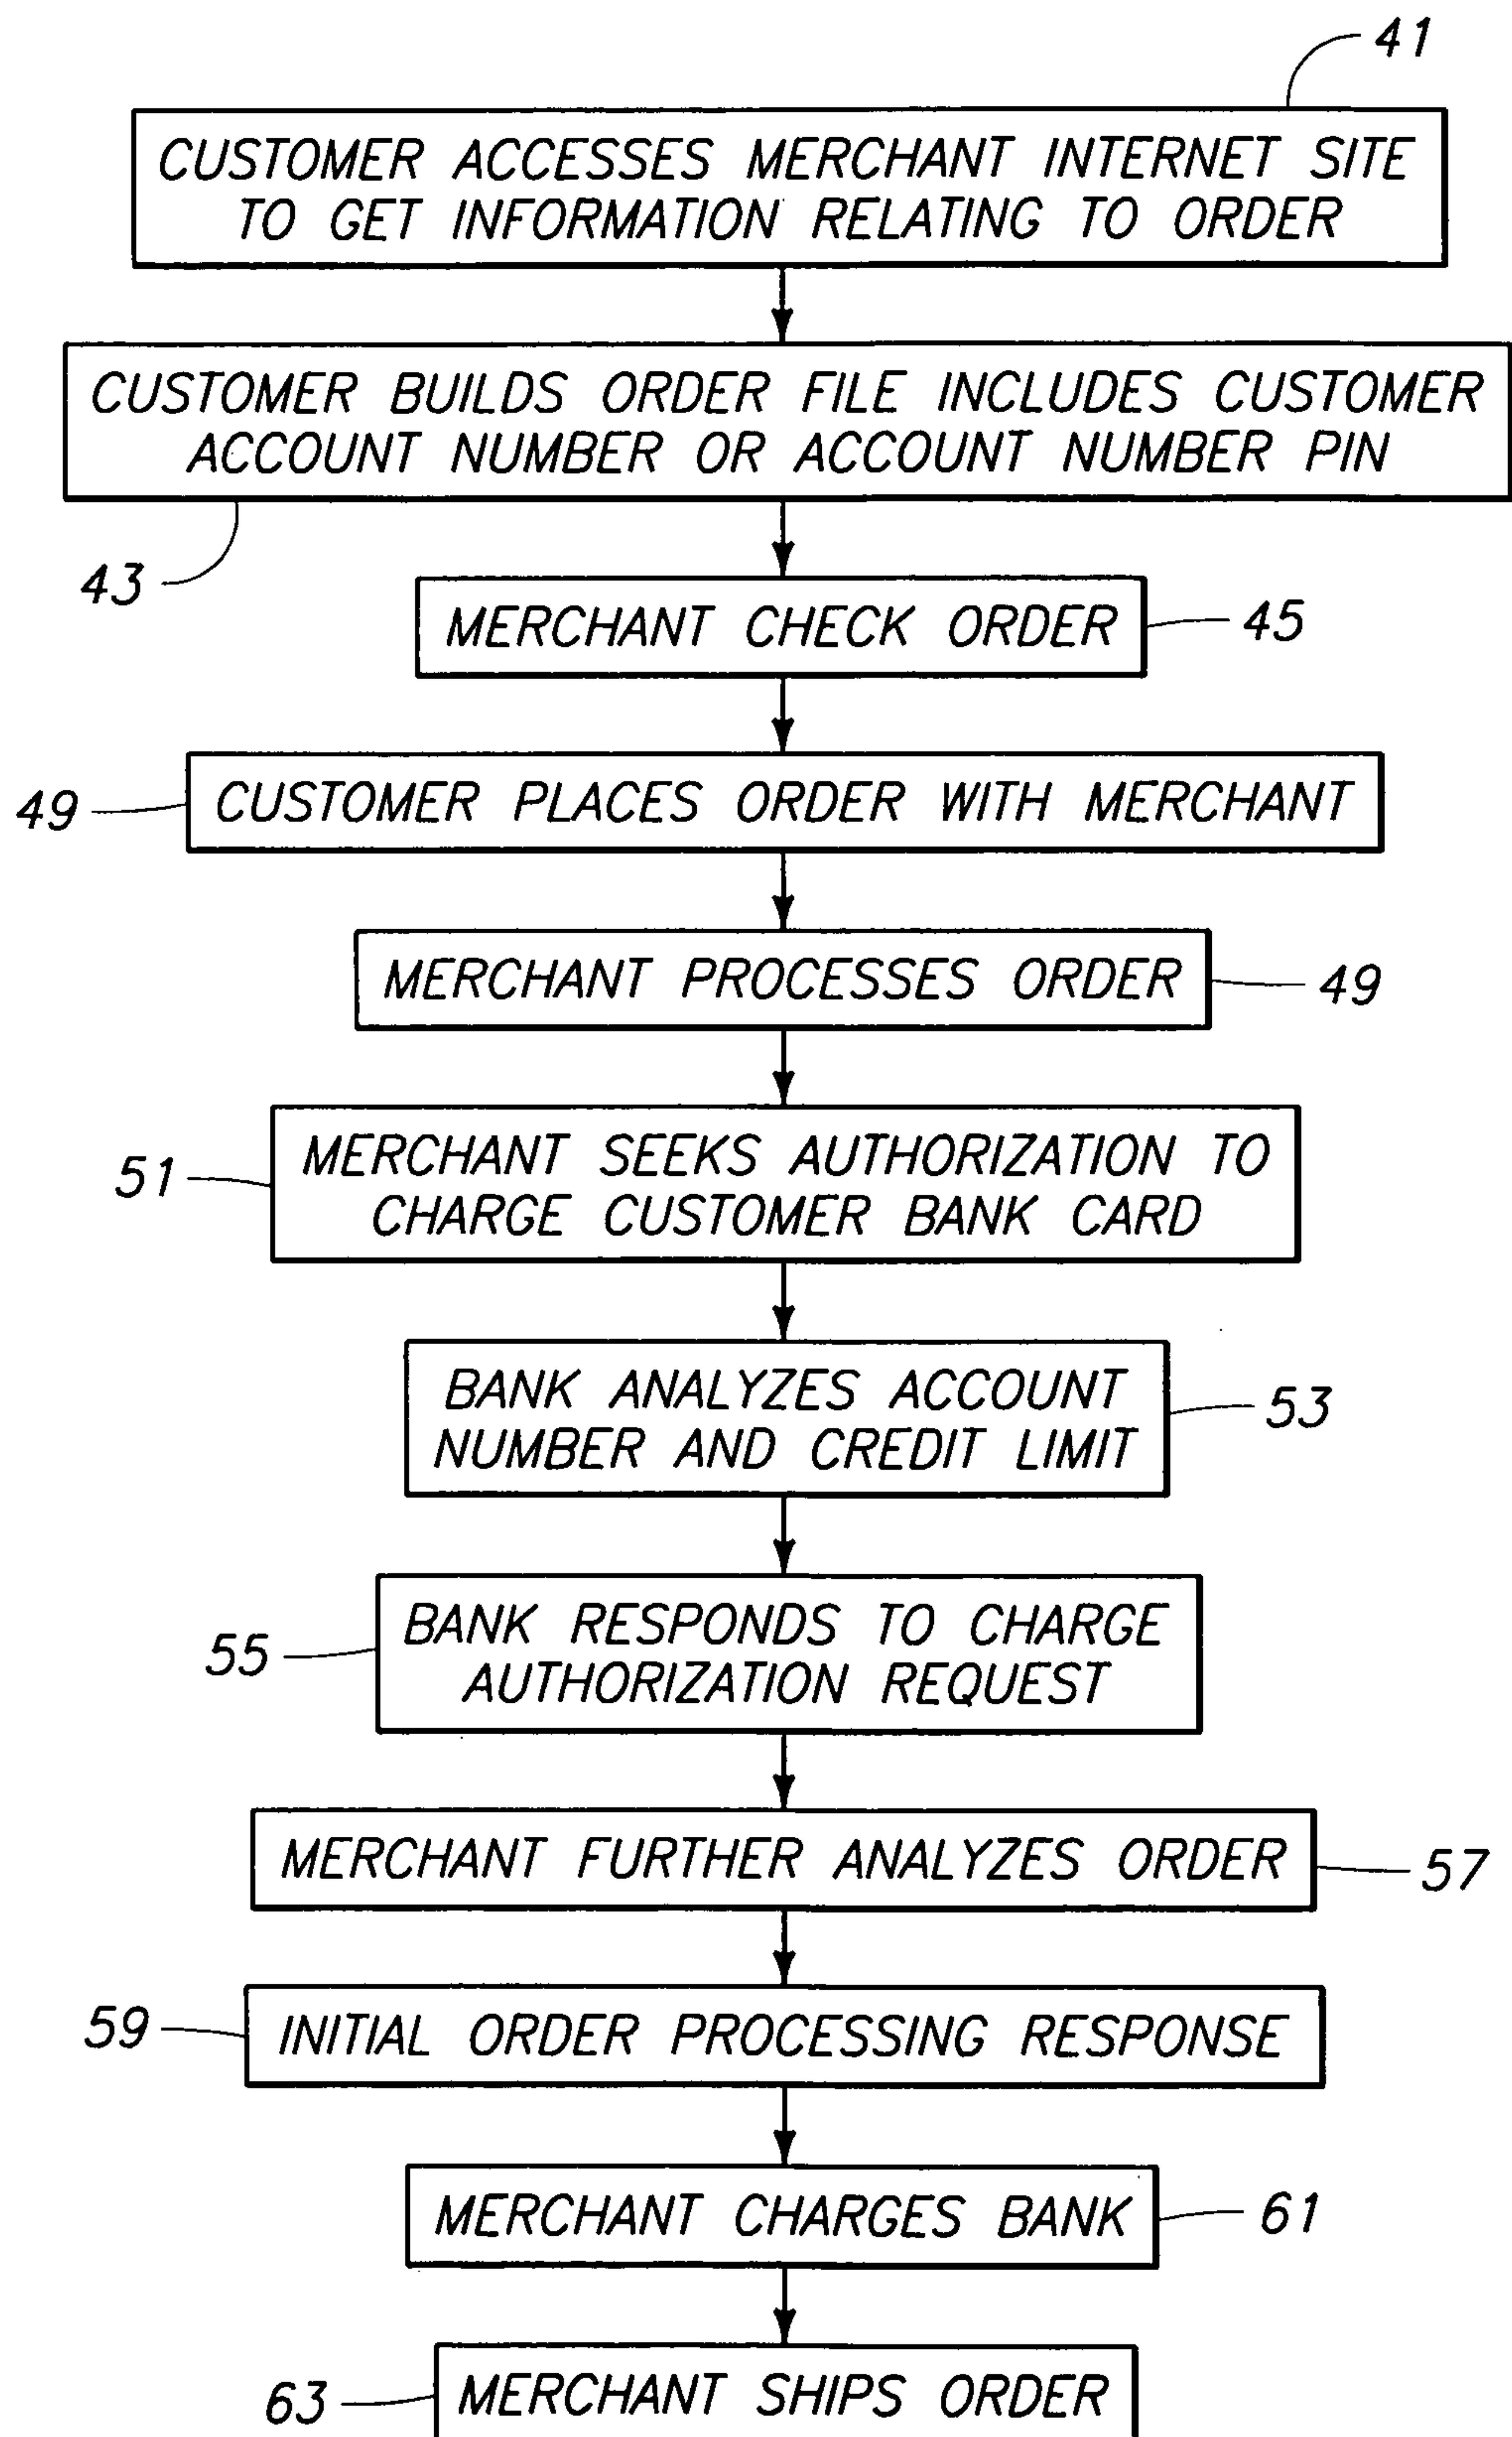 41
CUSTOMER ACCESSES MERCHANT INTERNET SITE
TO GET INFORMATION RELATING TO ORDER
CUSTOMER BUILDS ORDER FILE INCLUDES CUSTOMER
ACCOUNT NUMBER OR ACCOUNT NUMBER PIN
43
MERCHANT CHECK ORDER
45
49
CUSTOMER PLACES ORDER WITH MERCHANT
MERCHANT PROCESSES ORDER
49
51
MERCHANT SEEKS AUTHORIZATION TO
CHARGE CUSTOMER BANK CARD
BANK ANALYZES ACCOUNT
NUMBER AND CREDIT LIMIT
53
55
BANK RESPONDS TO CHARGE
AUTHORIZATION REQUEST
MERCHANT FURTHER ANALYZES ORDER
57
59
INITIAL ORDER PROCESSING RESPONSE
MERCHANT CHARGES BANK
61
63
MERCHANT SHIPS ORDER